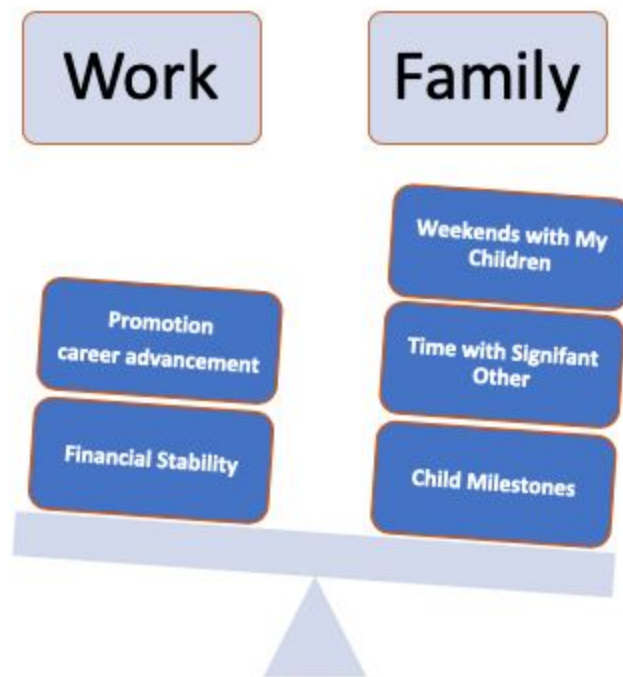 Work
Family
Weekends with My
Children
Promotion
career advancement
Time with Signifant
Other
Financial Stability
Child Milestones